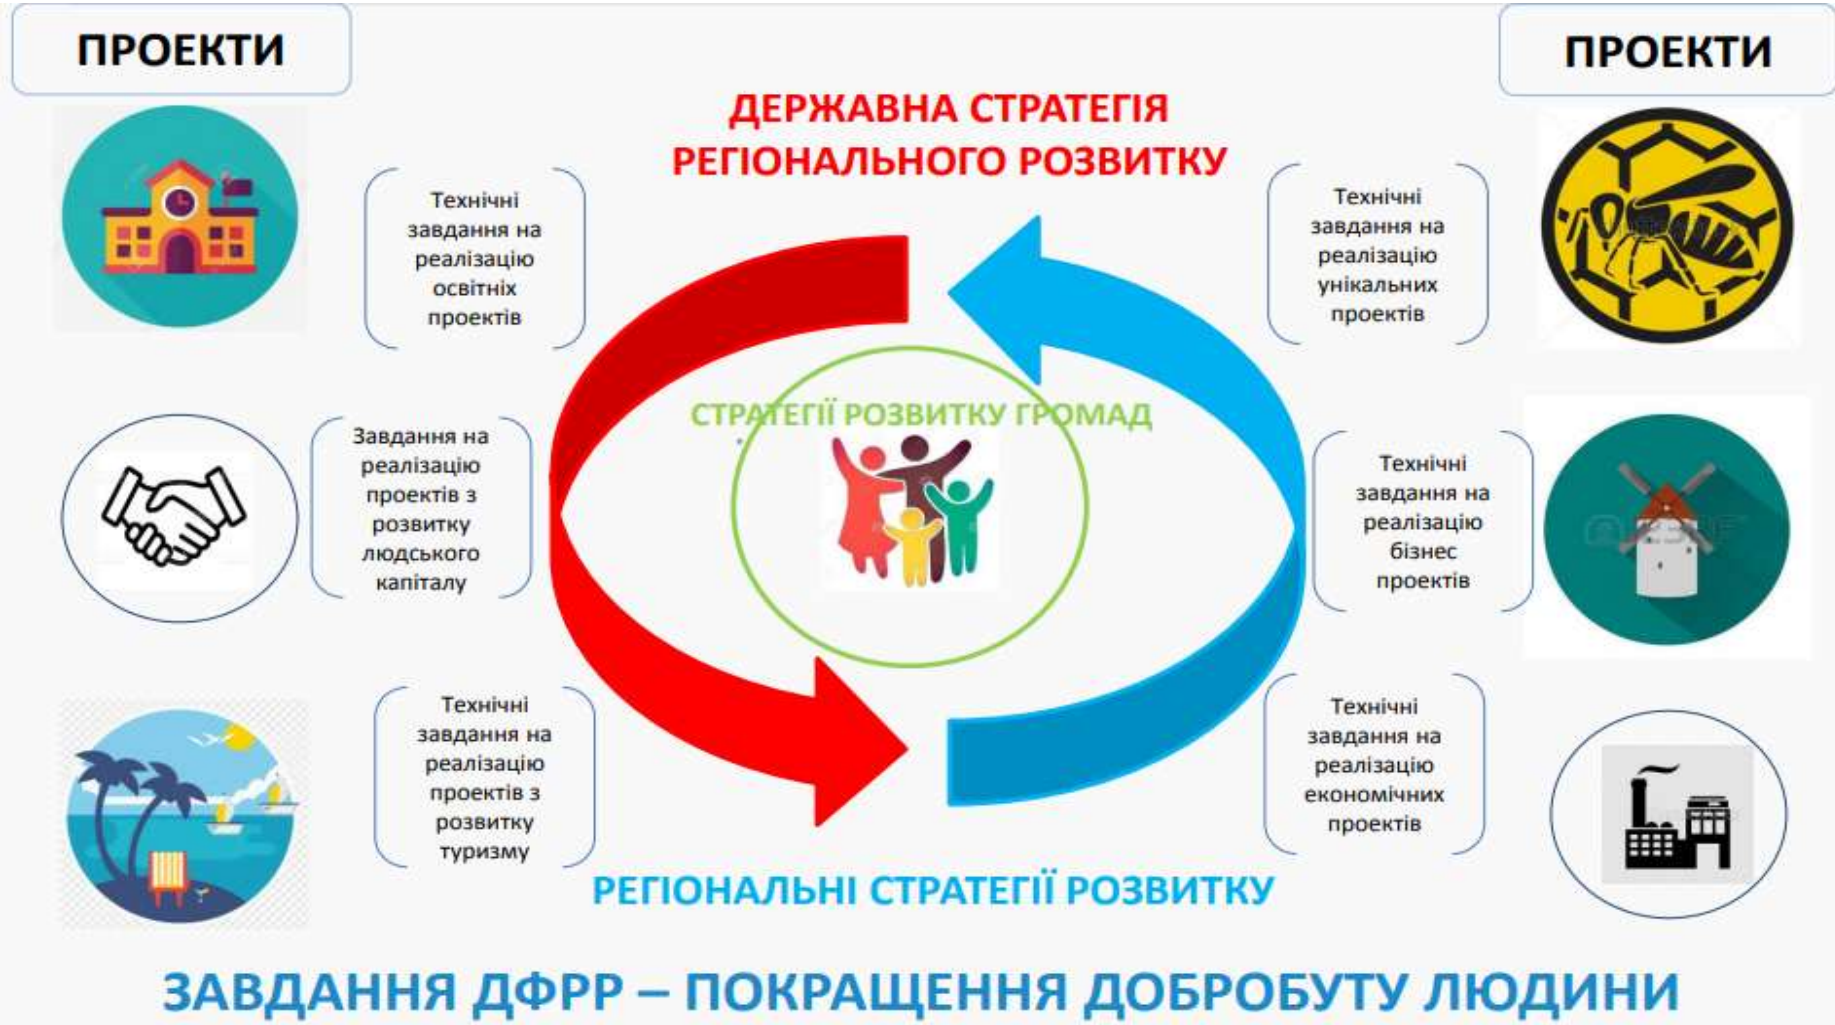 ПРОЕКТИ
ПРОЕКТИ
ДЕРЖАВНА СТРАТЕГІЯ
РЕГІОНАЛЬНОГО РОЗВИТКУ
Технічні
завдання на
реалізацію
освітніх
проектів
Технічні
завдання на
реалізацію
унікальних
проектів
СТРАТЕГІЇ РОЗВИТКУ ГРОМАД
Завдання на
реалізацію
проектів з
розвитку
людського
капіталу
Технічні
завдання на
реалізацію
бізнес
проектів
Технічні
завдання на
реалізацію
проектів з
розвитку
туризму
Технічні
завдання на
реалізацію
економічних
проектів
РЕГІОНАЛЬНІ СТРАТЕГІЇ РОЗВИТКУ
ЗАВДАННЯ ДФРР – ПОКРАЩЕННЯ ДОБРОБУТУ ЛЮДИНИ